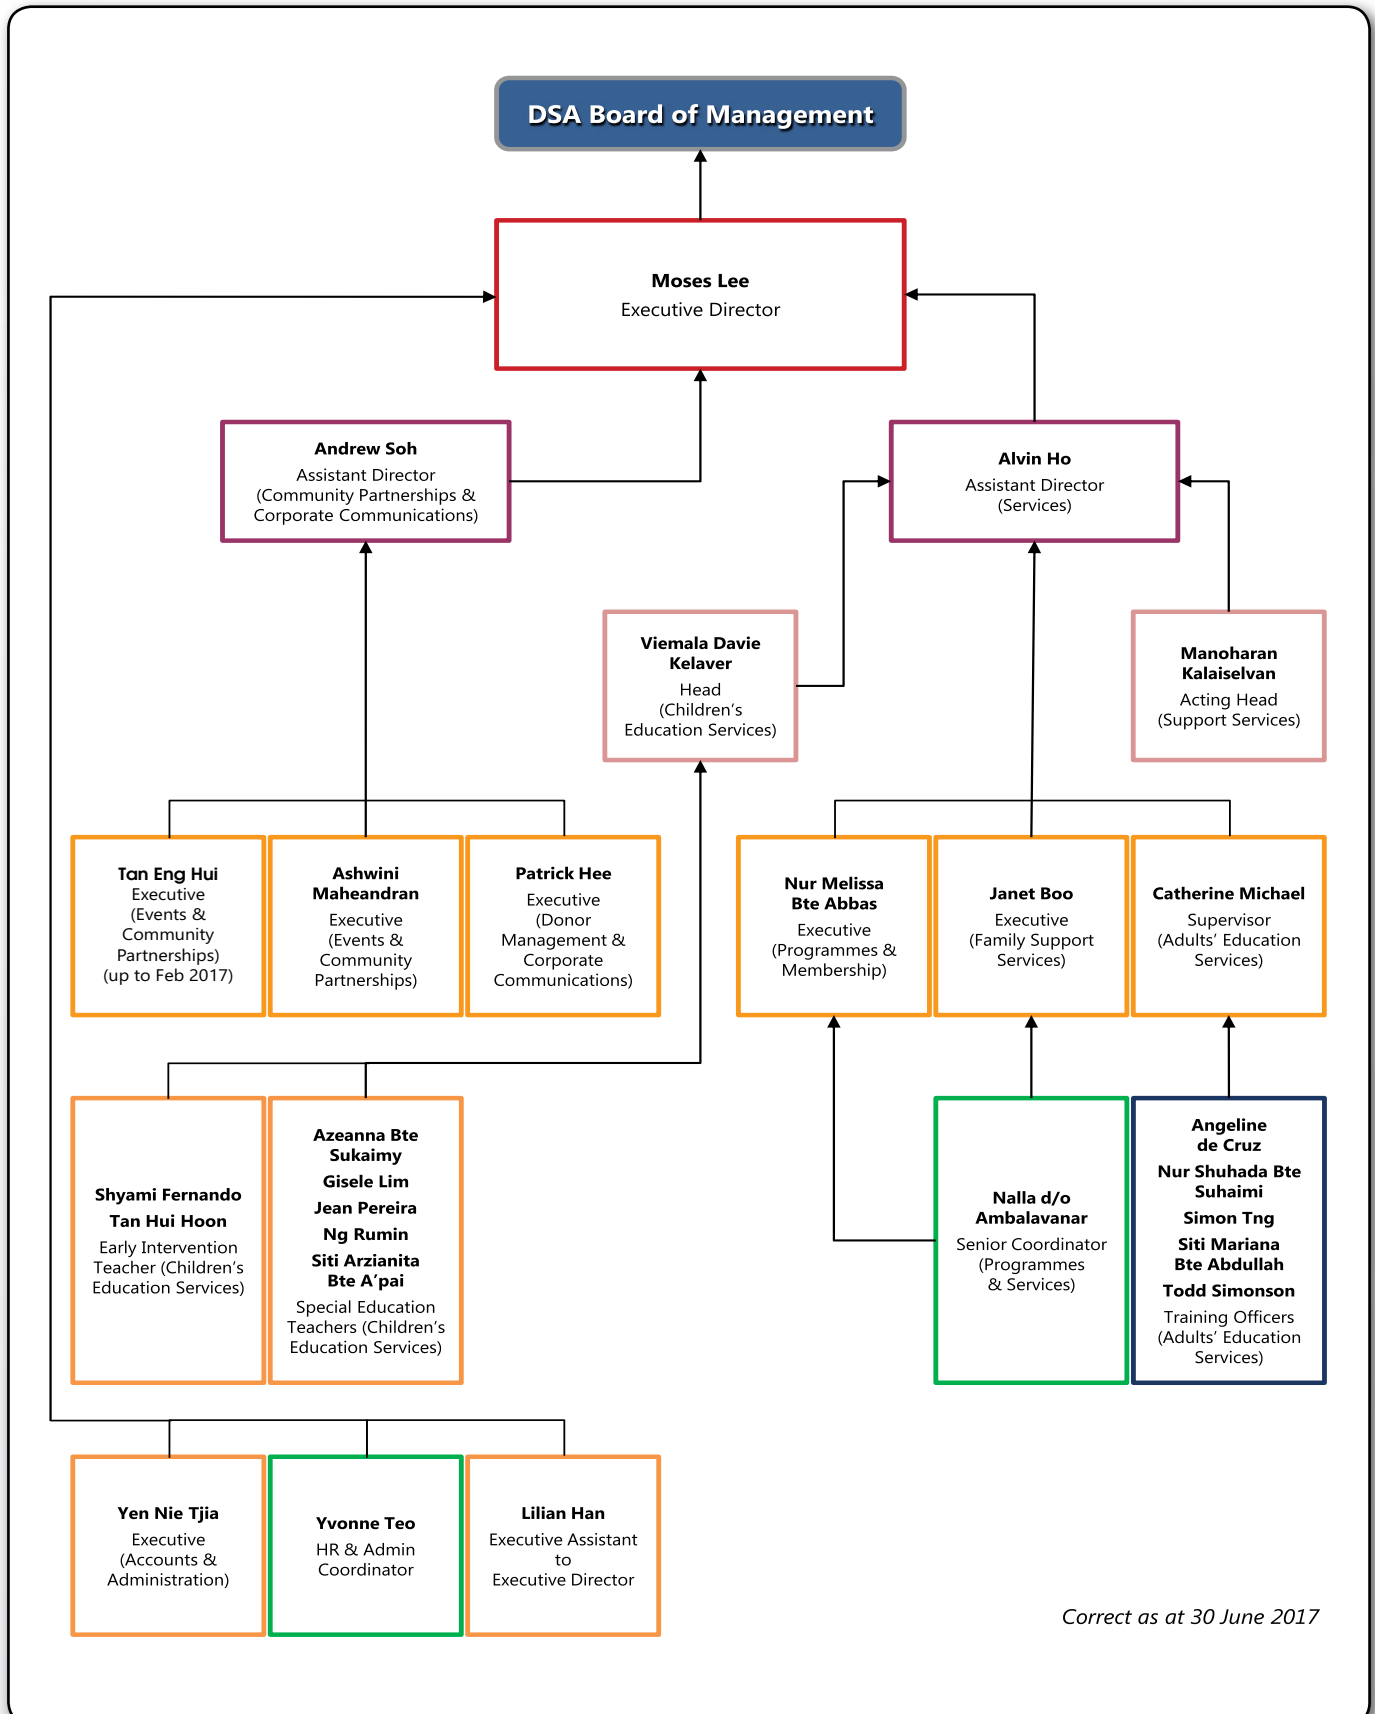 DSA Board of Management
Moses Lee
Executive Director
Andrew Soh
Assistant Director
(Community Partnerships &
Corporate Communications)
Alvin Ho
Assistant Director
(Services)
Viemala Davie
Kelaver
Head
(Children's
Education Services)
Manoharan
Kalaiselvan
Acting Head
(Support Services)
Tan Eng Hui
Executive
(Events &
Community
Partnerships)
(up to Feb 2017)
Ashwini
Maheandran
Executive
(Events &
Community
Partnerships)
Patrick Hee
Executive
(Donor
Management &
Corporate
Communications)
Nur Melissa
Bte Abbas
Executive
(Programmes &
Membership)
Janet Boo
Executive
(Family Support
Services)
Catherine Michael
Supervisor
(Adults' Education
Services)
Shyami Fernando
Tan Hui Hoon
Early Intervention
Teacher (Children's
Education Services)
Azeanna Bte
Sukaimy
Gisele Lim
Jean Pereira
Ng Rumin
Siti Arzianita
Bte A'pai
Special Education
Teachers (Children's
Education Services)
Nalla d/o
Ambalavanar
Senior Coordinator
(Programmes
& Services)
Angeline
de Cruz
Nur Shuhada Bte
Suhaimi
Simon Tng
Siti Mariana
Bte Abdullah
Todd Simonson
Training Officers
(Adults' Education
Services)
Yen Nie Tjia
Executive
(Accounts &
Administration)
Yvonne Teo
HR & Admin
Coordinator
Lilian Han
Executive Assistant
to
Executive Director
Correct as at 30 June 2017